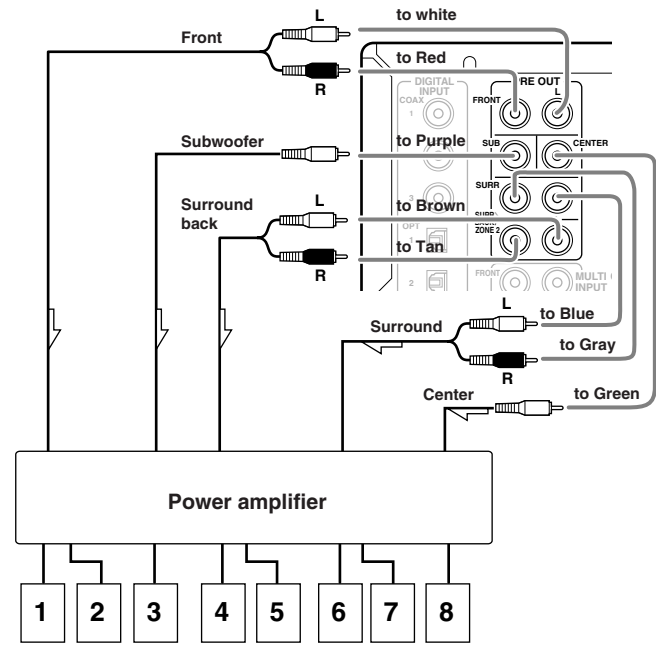 L
to white
Front
to Red
R
DIGITAL
INPUT
COAX
1
PRE OUT
L
FRONT
Subwoofer
to Purple
SUB
CENTER
3
SURR
Surround
back
L
to Brown
OPT
1
SURR
BACK/
ZONE 2
to Tan
R
2
FRONT
MULTI C
INPUT
L
to Blue
Surround
to Gray
R
Center
to Green
Power amplifier
1
2
3
4
5
6
7
8